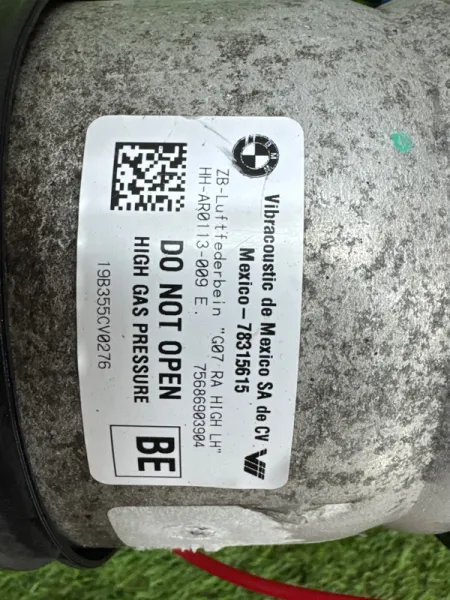 BMW
Vibracoustic de Mexico SA de CV
Mexico-78315615
ZB-Luftfederbein "G07 RA HIGH LH"
HH-AR0113-009 E. 75686903904
DO NOT OPEN
HIGH GAS PRESSURE
BE
19B355CV0276